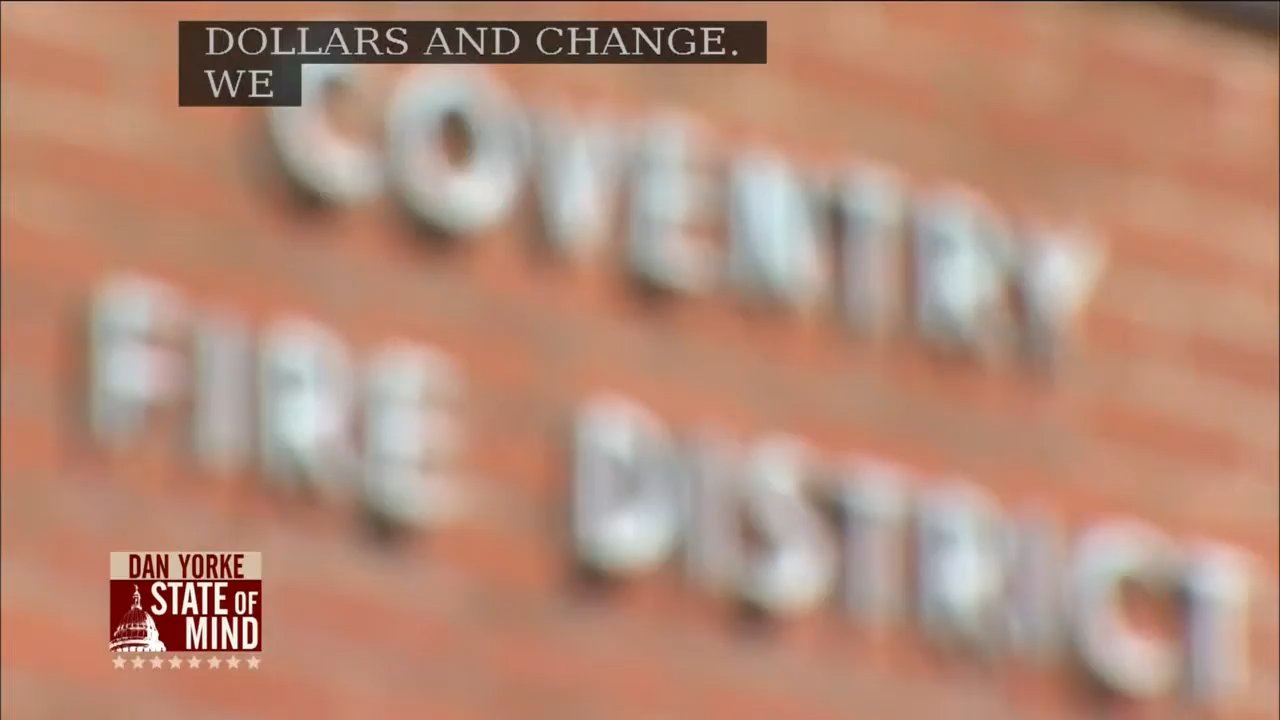 DOLLARS AND CHANGE.
WE
COVENTRY
FIRE DISTRICT
DAN YORKE
STATE OF
MIND